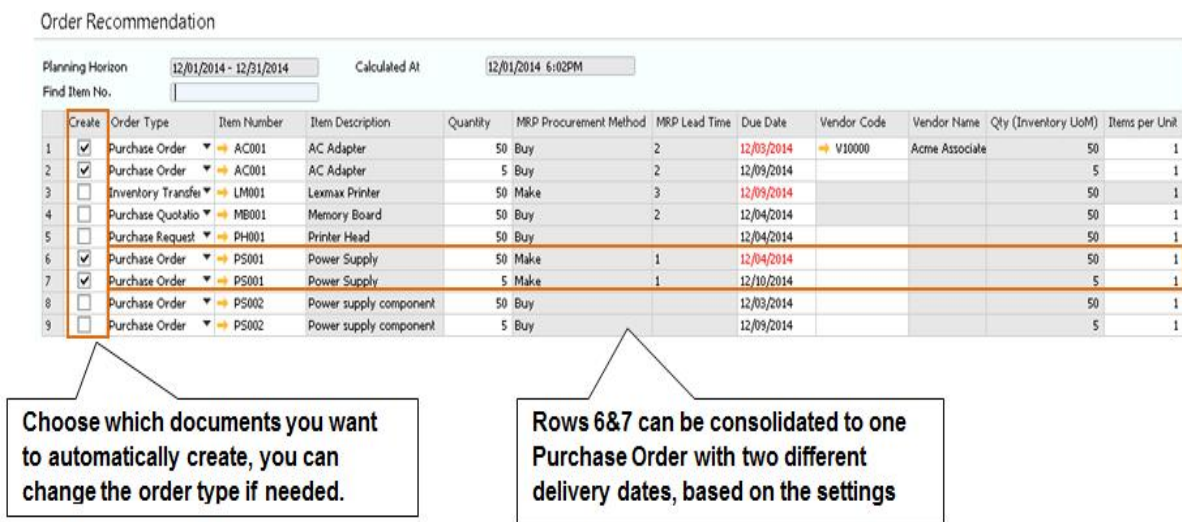 Order Recommendation
Planning Horizon 12/01/2014 - 12/31/2014 Calculated At 12/01/2014 6:02PM
Find Item No.
Create Order Type Item Number Item Description Quantity MRP Procurement Method MRP Lead Time Due Date Vendor Code Vendor Name Qty (Inventory UoM) Items per Unit
1 Purchase Order AC001 AC Adapter 50 Buy 2 12/03/2014 V10000 Acme Associate 50 1
2 Purchase Order AC001 AC Adapter 5 Buy 2 12/09/2014 5 1
3 Inventory Transfer LM001 Lexmax Printer 50 Make 3 12/09/2014 50 1
4 Purchase Quotatio MB001 Memory Board 50 Buy 2 12/04/2014 50 1
5 Purchase Request PH001 Printer Head 50 Buy 12/04/2014 50 1
6 Purchase Order PS001 Power Supply 50 Make 1 12/04/2014 50 1
7 Purchase Order PS001 Power Supply 5 Make 1 12/10/2014 5 1
8 Purchase Order PS002 Power supply component 50 Buy 12/03/2014 50 1
9 Purchase Order PS002 Power supply component 5 Buy 12/09/2014 5 1
Choose which documents you want
to automatically create, you can
change the order type if needed.
Rows 6&7 can be consolidated to one
Purchase Order with two different
delivery dates, based on the settings